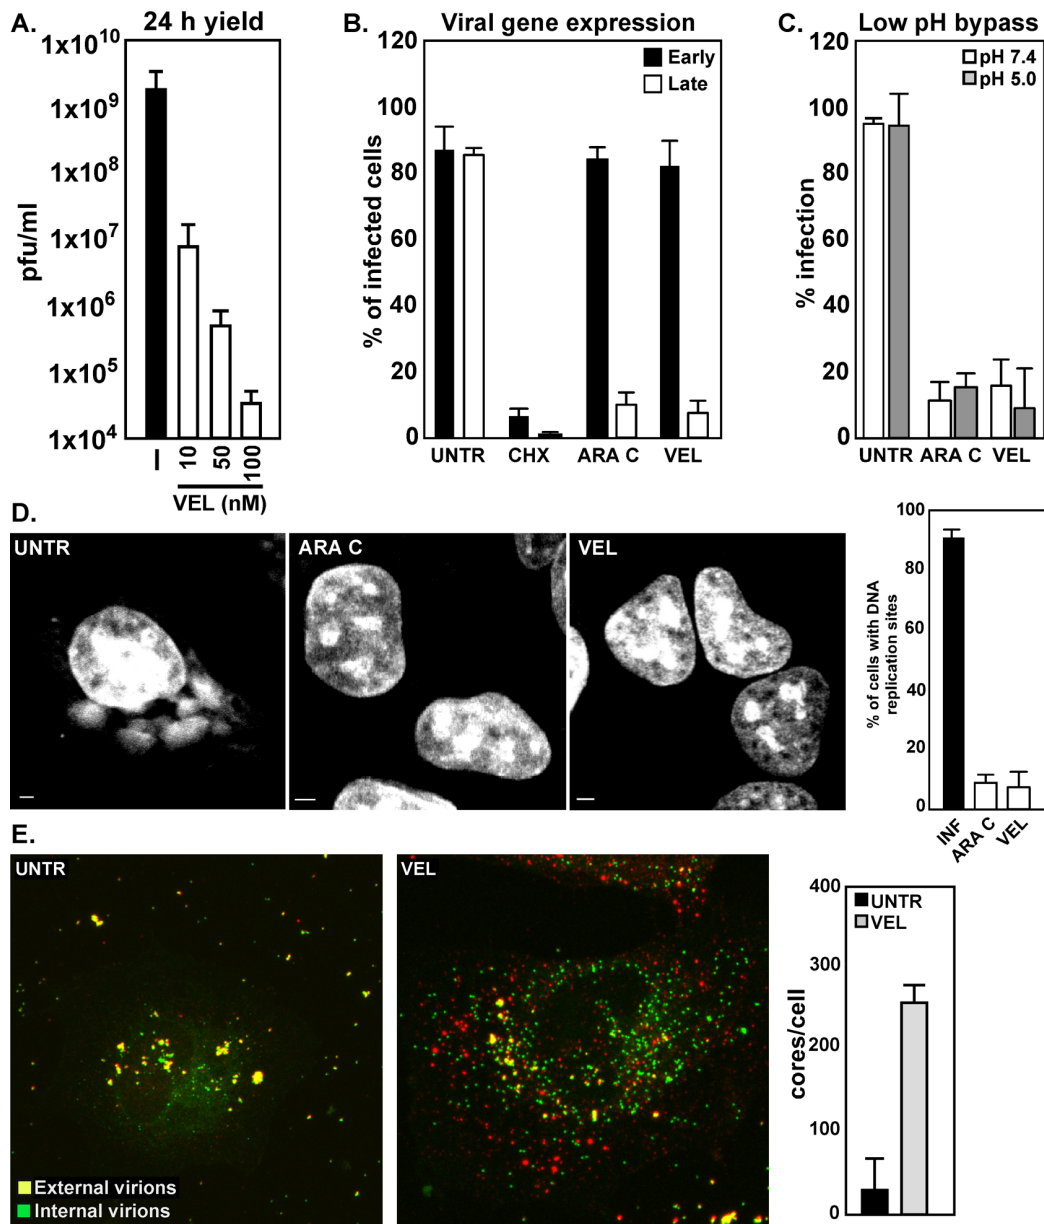 A.
24 h yield
pfu/ml
1x10^10
1x10^9
1x10^8
1x10^7
1x10^6
1x10^5
1x10^4
–
10
50
100
VEL (nM)
B.
Viral gene expression
% of infected cells
120
100
80
60
40
20
0
Early
Late
UNTR CHX ARA C VEL
C.
Low pH bypass
% infection
120
100
80
60
40
20
0
pH 7.4
pH 5.0
UNTR ARA C VEL
D.
UNTR
ARA C
VEL
% of cells with DNA
replication sites
100
80
60
40
20
0
INF
ARA C
VEL
E.
UNTR
External virions
Internal virions
VEL
cores/cell
400
300
200
100
0
UNTR
VEL